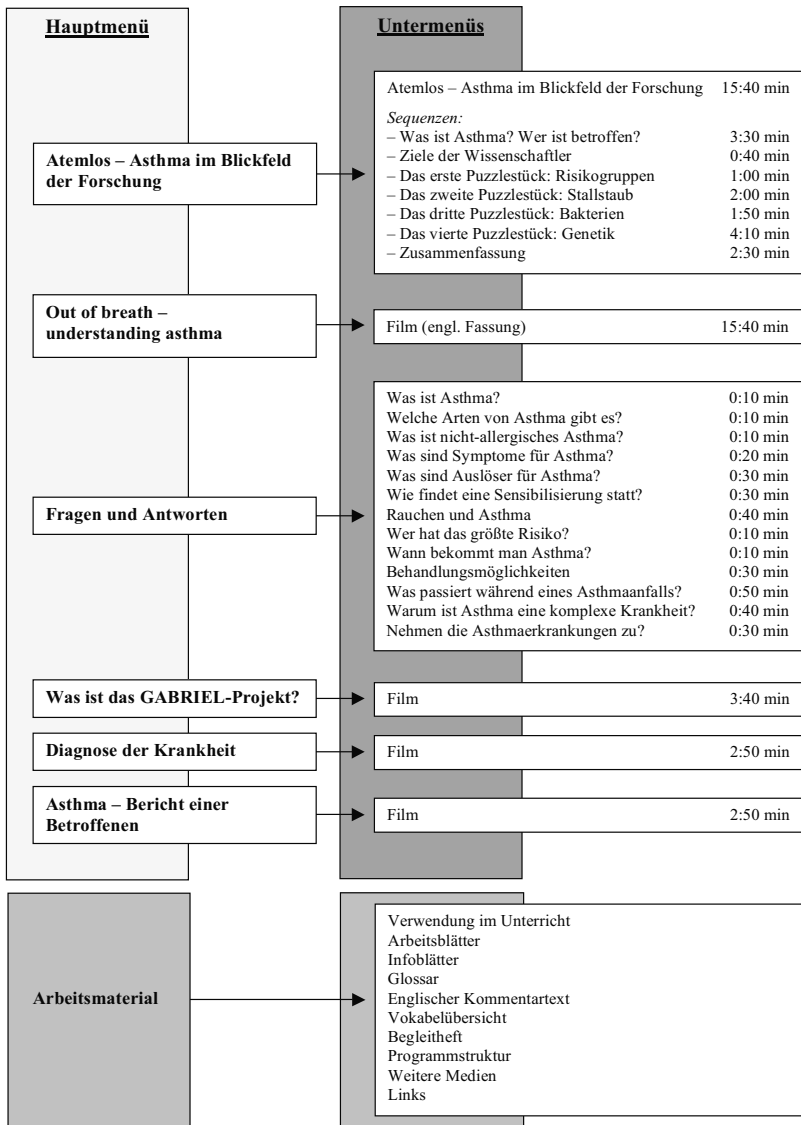 Hauptmenü
Untermenüs
Atemlos – Asthma im Blickfeld der Forschung 15:40 min
Sequenzen:
– Was ist Asthma? Wer ist betroffen? 3:30 min
– Ziele der Wissenschaftler 0:40 min
– Das erste Puzzlestück: Risikogruppen 1:00 min
– Das zweite Puzzlestück: Stallstaub 2:00 min
– Das dritte Puzzlestück: Bakterien 1:50 min
– Das vierte Puzzlestück: Genetik 4:10 min
– Zusammenfassung 2:30 min
Atemlos – Asthma im Blickfeld
der Forschung
Out of breath –
understanding asthma
Film (engl. Fassung) 15:40 min
Fragen und Antworten
Was ist Asthma? 0:10 min
Welche Arten von Asthma gibt es? 0:10 min
Was ist nicht-allergisches Asthma? 0:10 min
Was sind Symptome für Asthma? 0:20 min
Was sind Auslöser für Asthma? 0:30 min
Wie findet eine Sensibilisierung statt? 0:30 min
Rauchen und Asthma 0:40 min
Wer hat das größte Risiko? 0:10 min
Wann bekommt man Asthma? 0:10 min
Behandlungsmöglichkeiten 0:30 min
Was passiert während eines Asthmaanfalls? 0:50 min
Warum ist Asthma eine komplexe Krankheit? 0:40 min
Nehmen die Asthmaerkrankungen zu? 0:30 min
Was ist das GABRIEL-Projekt?
Film 3:40 min
Diagnose der Krankheit
Film 2:50 min
Asthma – Bericht einer
Betroffenen
Film 2:50 min
Arbeitsmaterial
Verwendung im Unterricht
Arbeitsblätter
Infoblätter
Glossar
Englischer Kommentartext
Vokabelübersicht
Begleitheft
Programmstruktur
Weitere Medien
Links